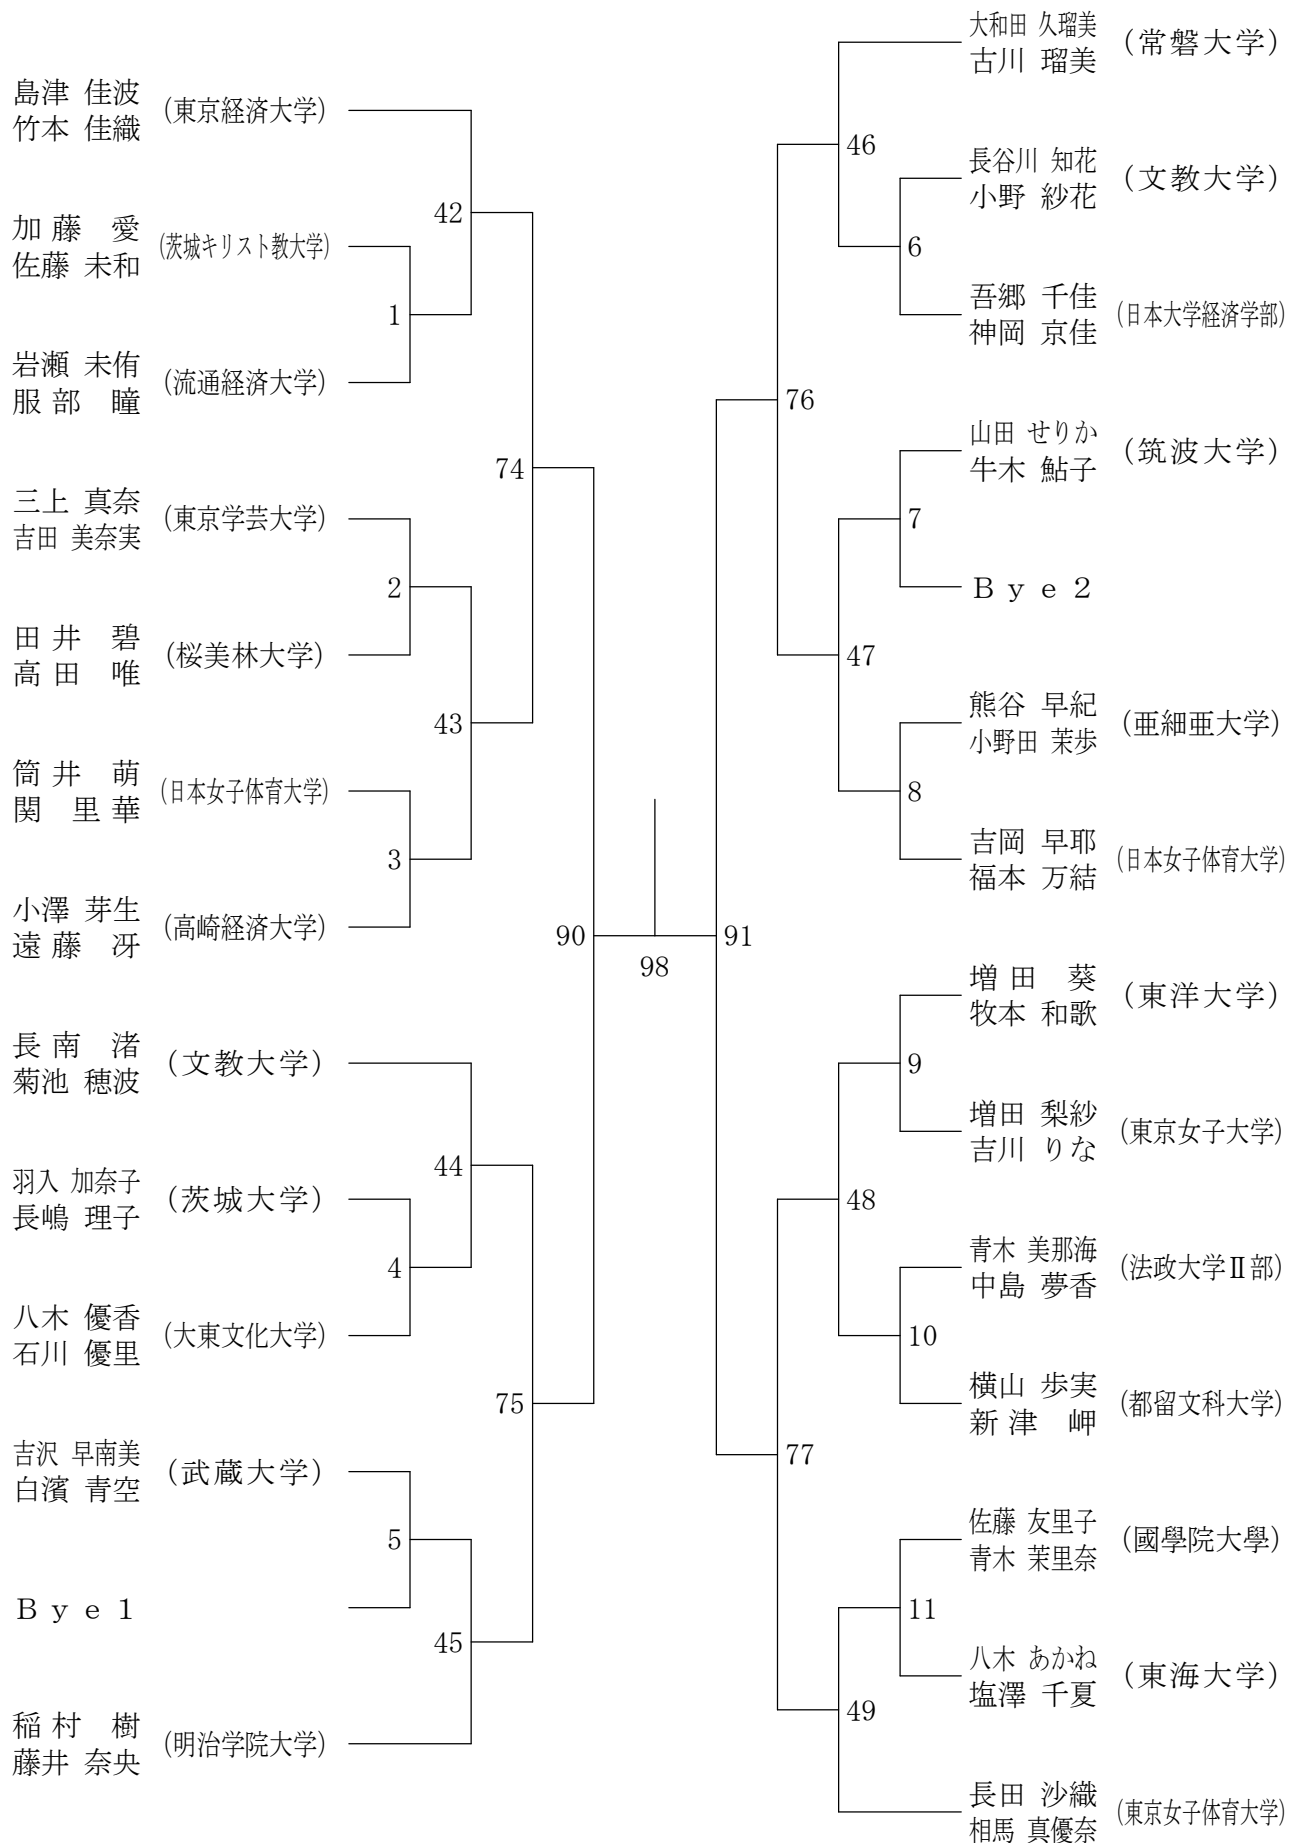 島津 佳波
竹本 佳織
(東京経済大学)
42
加藤 愛
佐藤 未和
(茨城キリスト教大学)
1
岩瀬 未侑
服部 瞳
(流通経済大学)
74
三上 真奈
吉田 美奈実
(東京学芸大学)
2
田井 碧
高田 唯
(桜美林大学)
43
筒井 萌
関 里華
(日本女子体育大学)
3
小澤 芽生
遠藤 冴
(高崎経済大学)
90
98
91
長南 渚
菊池 穂波
(文教大学)
44
羽入 加奈子
長嶋 理子
(茨城大学)
4
八木 優香
石川 優里
(大東文化大学)
75
吉沢 早南美
白濱 青空
(武蔵大学)
5
Bye1
45
稲村 樹
藤井 奈央
(明治学院大学)
大和田 久瑠美
古川 瑠美
(常磐大学)
46
長谷川 知花
小野 紗花
(文教大学)
6
吾郷 千佳
神岡 京佳
(日本大学経済学部)
76
山田 せりか
牛木 鮎子
(筑波大学)
7
Bye2
47
熊谷 早紀
小野田 茉歩
(亜細亜大学)
8
吉岡 早耶
福本 万結
(日本女子体育大学)
増田 葵
牧本 和歌
(東洋大学)
9
増田 梨紗
吉川 りな
(東京女子大学)
48
青木 美那海
中島 夢香
(法政大学Ⅱ部)
10
横山 歩実
新津 岬
(都留文科大学)
77
佐藤 友里子
青木 茉里奈
(國學院大學)
11
八木 あかね
塩澤 千夏
(東海大学)
49
長田 沙織
相馬 真優奈
(東京女子体育大学)